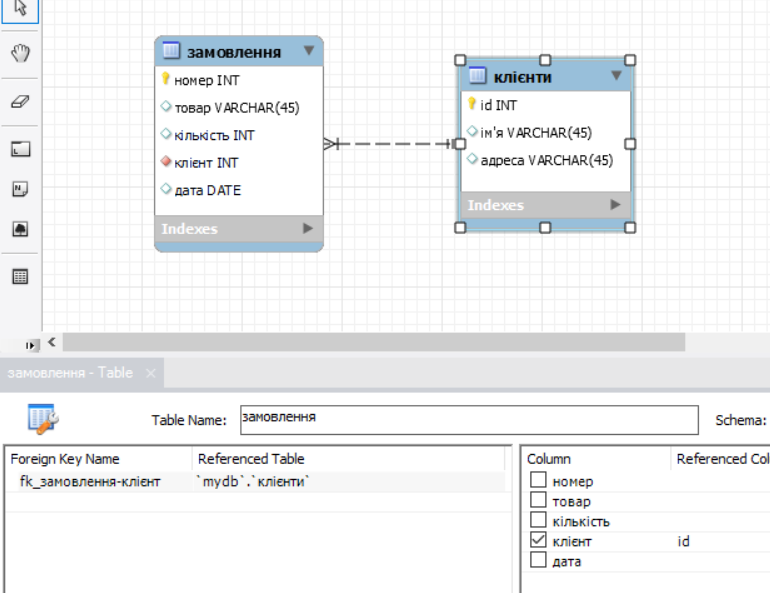 замовлення
номер INT
товар VARCHAR(45)
кількість INT
клієнт INT
дата DATE
Indexes
клієнти
id INT
ім'я VARCHAR(45)
адреса VARCHAR(45)
Indexes
замовлення - Table
Table Name: замовлення Schema:
Foreign Key Name Referenced Table
fk_замовлення-клієнт `mydb`.`клієнти`
Column Referenced Col
номер
товар
кількість
клієнт id
дата